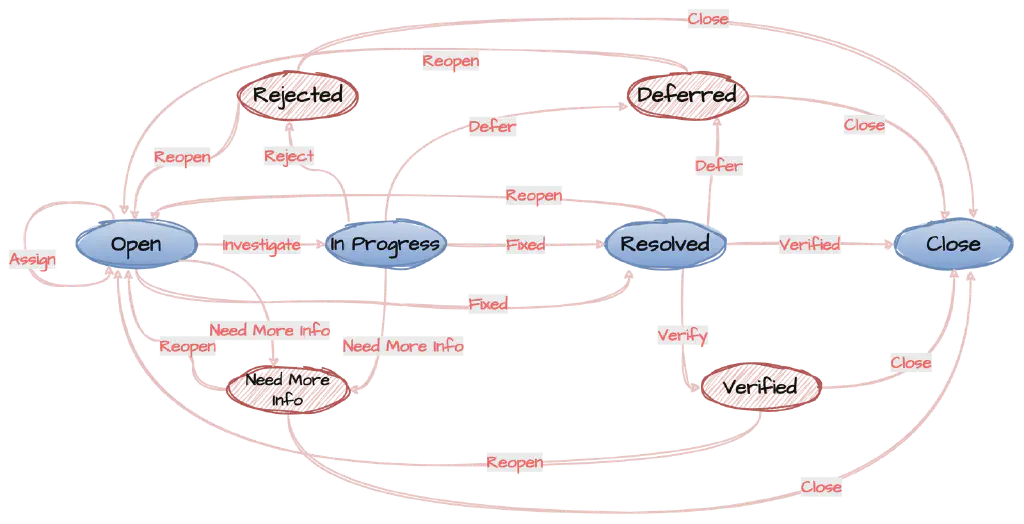 Close
Reopen
Rejected
Deferred
Defer
Close
Reopen
Reject
Defer
Reopen
Open
Investigate
In Progress
Fixed
Resolved
Verified
Close
Assign
Fixed
Need More Info
Reopen
Need More Info
Verify
Close
Need More
Info
Verified
Reopen
Close